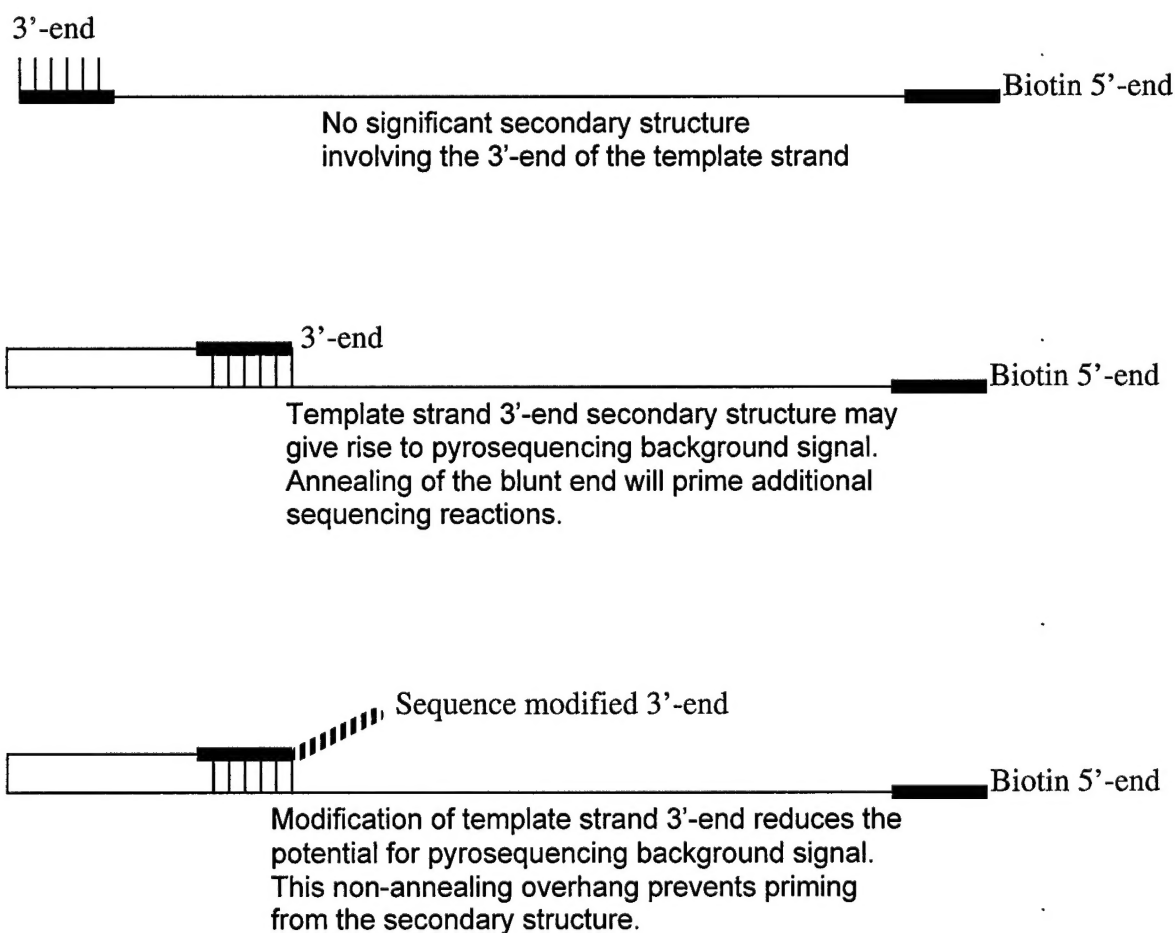 3’-end
Biotin 5’-end
No significant secondary structure
involving the 3’-end of the template strand
3’-end
Biotin 5’-end
Template strand 3’-end secondary structure may
give rise to pyrosequencing background signal.
Annealing of the blunt end will prime additional
sequencing reactions.
Sequence modified 3’-end
Biotin 5’-end
Modification of template strand 3’-end reduces the
potential for pyrosequencing background signal.
This non-annealing overhang prevents priming
from the secondary structure.